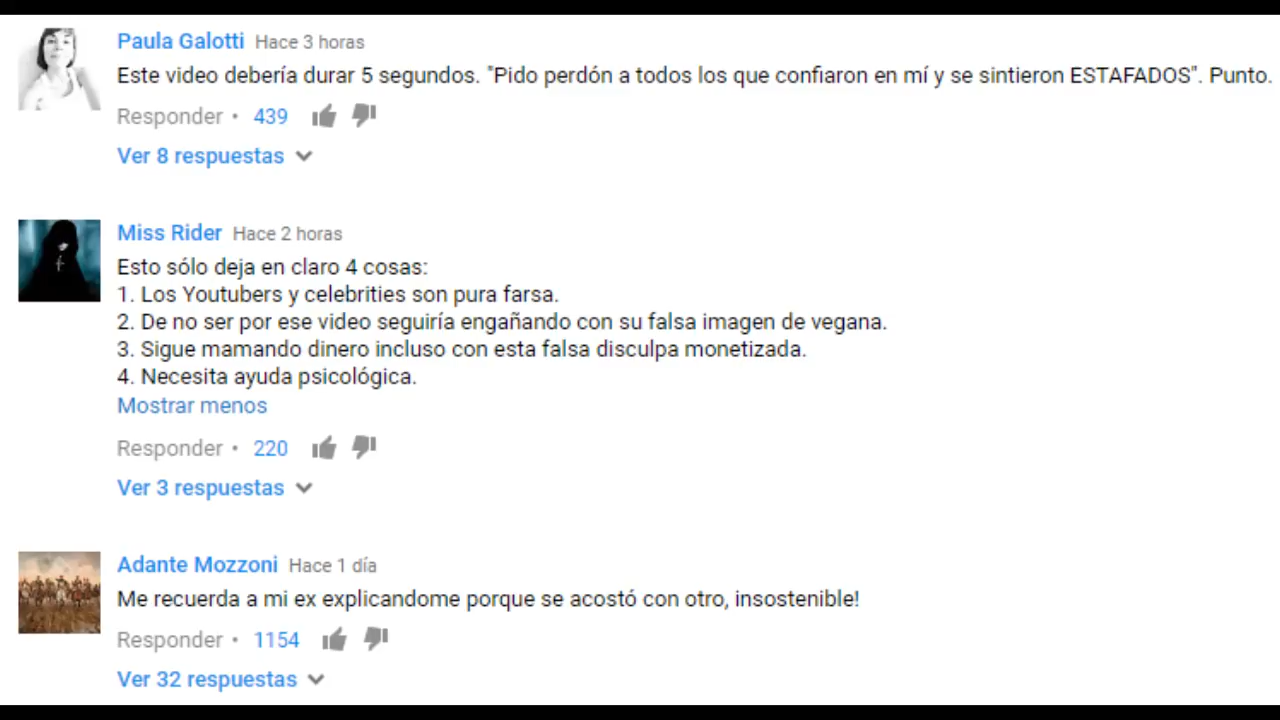 Paula Galotti Hace 3 horas
Este video debería durar 5 segundos. "Pido perdón a todos los que confiaron en mí y se sintieron ESTAFADOS". Punto.
Responder • 439
Ver 8 respuestas
Miss Rider Hace 2 horas
Esto sólo deja en claro 4 cosas:
1. Los Youtubers y celebrities son pura farsa.
2. De no ser por ese video seguiría engañando con su falsa imagen de vegana.
3. Sigue mamando dinero incluso con esta falsa disculpa monetizada.
4. Necesita ayuda psicológica.
Mostrar menos
Responder • 220
Ver 3 respuestas
Adante Mozzoni Hace 1 día
Me recuerda a mi ex explicandome porque se acostó con otro, insostenible!
Responder • 1154
Ver 32 respuestas